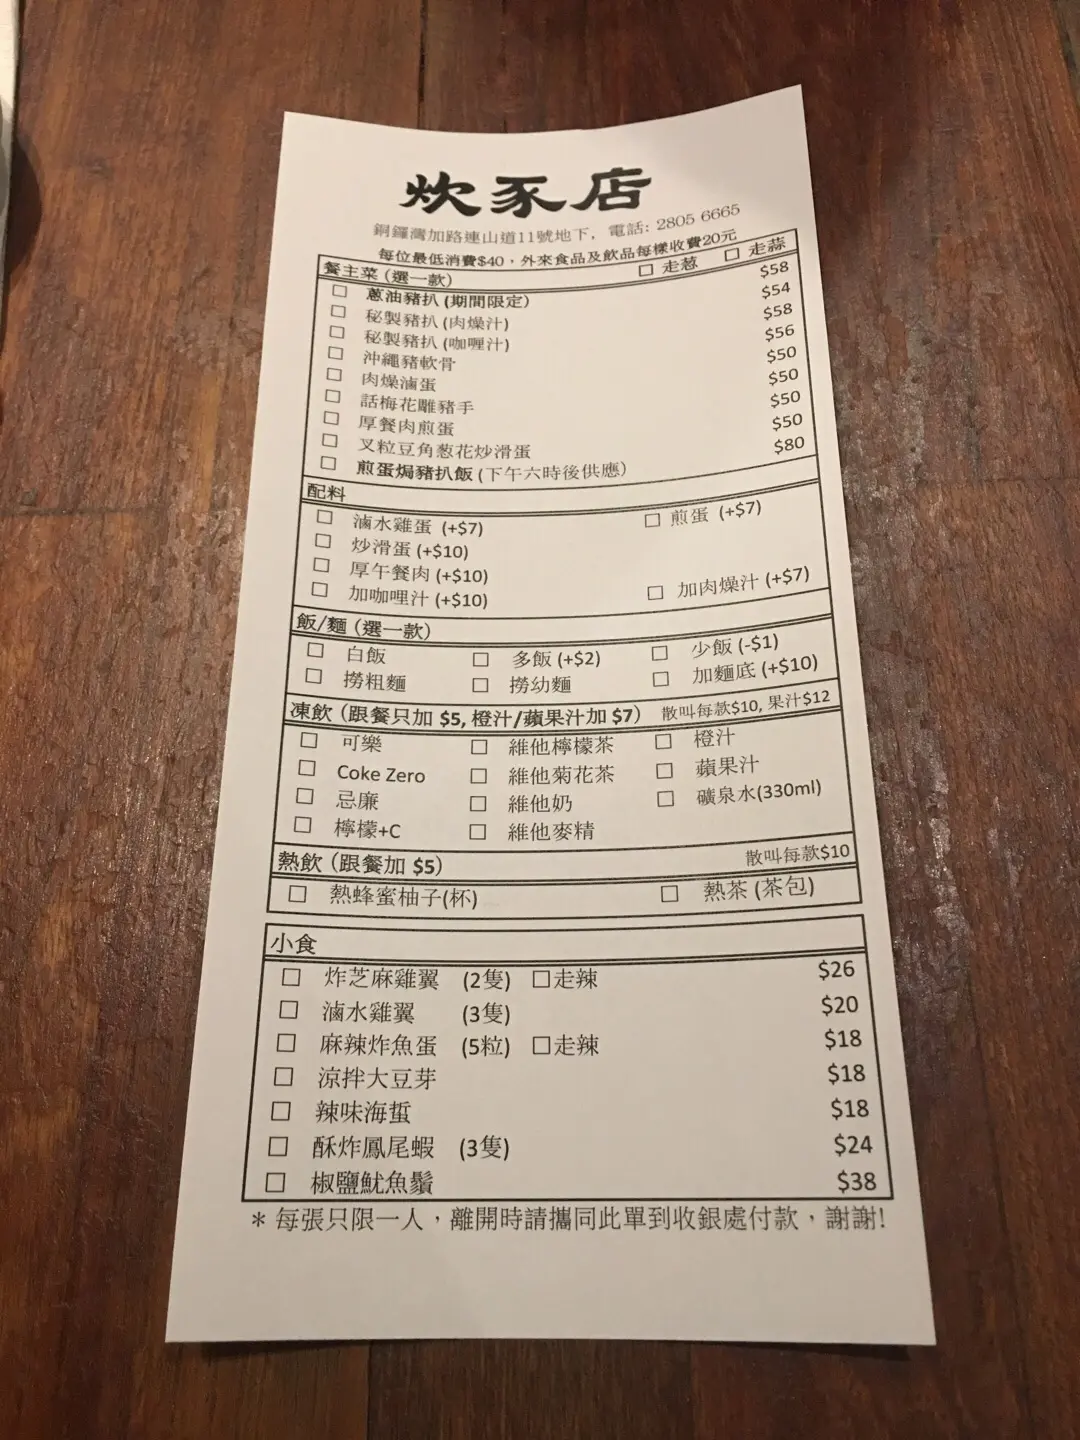 炊豕店
銅鑼灣加路連山道11號地下, 電話: 2805 6665
每位最低消費$40，外來食品及飲品每樣收費20元
餐主菜 (選一款) □ 走葱 □ 走蒜
□ 蔥油豬扒 (期間限定) $58
□ 秘製豬扒 (肉燥汁) $54
□ 秘製豬扒 (咖喱汁) $58
□ 沖繩豬軟骨 $56
□ 肉燥滷蛋 $50
□ 話梅花雕豬手 $50
□ 厚餐肉煎蛋 $50
□ 叉粒豆角葱花炒滑蛋 $50
□ 煎蛋焗豬扒飯 (下午六時後供應) $80
配料
□ 滷水雞蛋 (+$7) □ 煎蛋 (+$7)
□ 炒滑蛋 (+$10)
□ 厚午餐肉 (+$10)
□ 加咖哩汁 (+$10) □ 加肉燥汁 (+$7)
飯/麵 (選一款)
□ 白飯 □ 多飯 (+$2) □ 少飯 (-$1)
□ 撈粗麵 □ 撈幼麵 □ 加麵底 (+$10)
凍飲 (跟餐只加 $5, 橙汁/蘋果汁加 $7) 散叫每款$10, 果汁$12
□ 可樂 □ 維他檸檬茶 □ 橙汁
□ Coke Zero □ 維他菊花茶 □ 蘋果汁
□ 忌廉 □ 維他奶 □ 礦泉水(330ml)
□ 檸檬+C □ 維他麥精
熱飲 (跟餐加 $5) 散叫每款$10
□ 熱蜂蜜柚子(杯) □ 熱茶 (茶包)
小食
□ 炸芝麻雞翼 (2隻) □走辣 $26
□ 滷水雞翼 (3隻) $20
□ 麻辣炸魚蛋 (5粒) □走辣 $18
□ 涼拌大豆芽 $18
□ 辣味海蜇 $18
□ 酥炸鳳尾蝦 (3隻) $24
□ 椒鹽魷魚鬚 $38
* 每張只限一人，離開時請攜同此單到收銀處付款，謝謝!